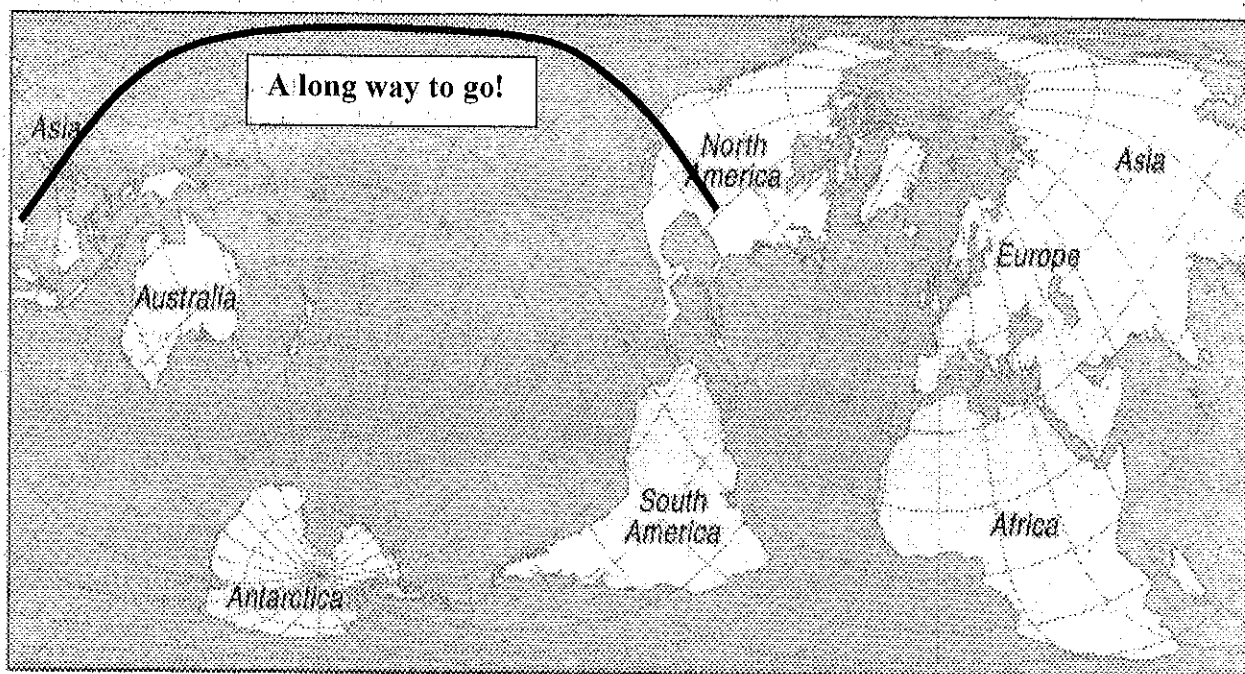 A long way to go!
Asia
North
America
Asia
Europe
Australia
South
America
Africa
Antarctica